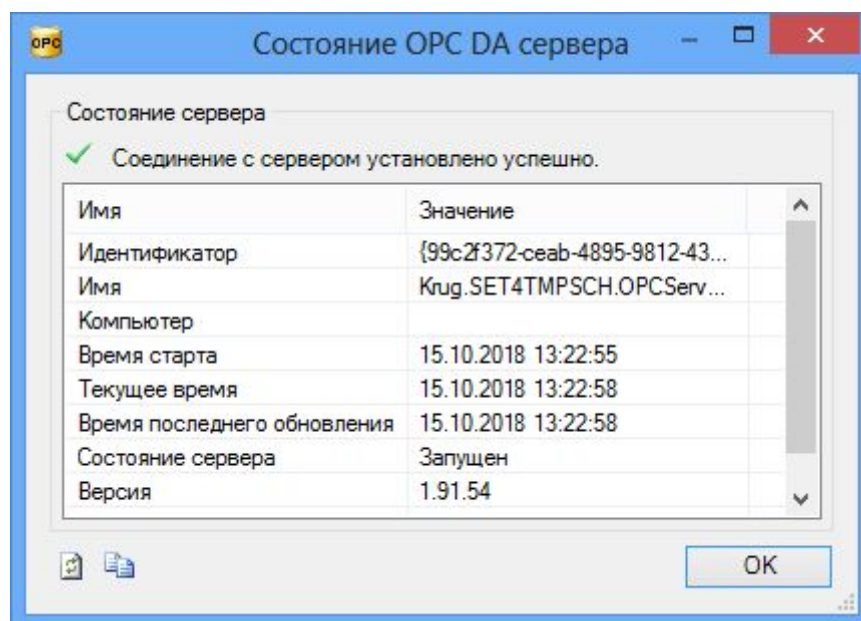 OPC Состояние OPC DA сервера
Состояние сервера
Соединение с сервером установлено успешно.
Имя Значение
Идентификатор {99c2f372-ceab-4895-9812-43...
Имя Krug.SET4TMPSCH.OPCServ...
Компьютер
Время старта 15.10.2018 13:22:55
Текущее время 15.10.2018 13:22:58
Время последнего обновления 15.10.2018 13:22:58
Состояние сервера Запущен
Версия 1.91.54
OK